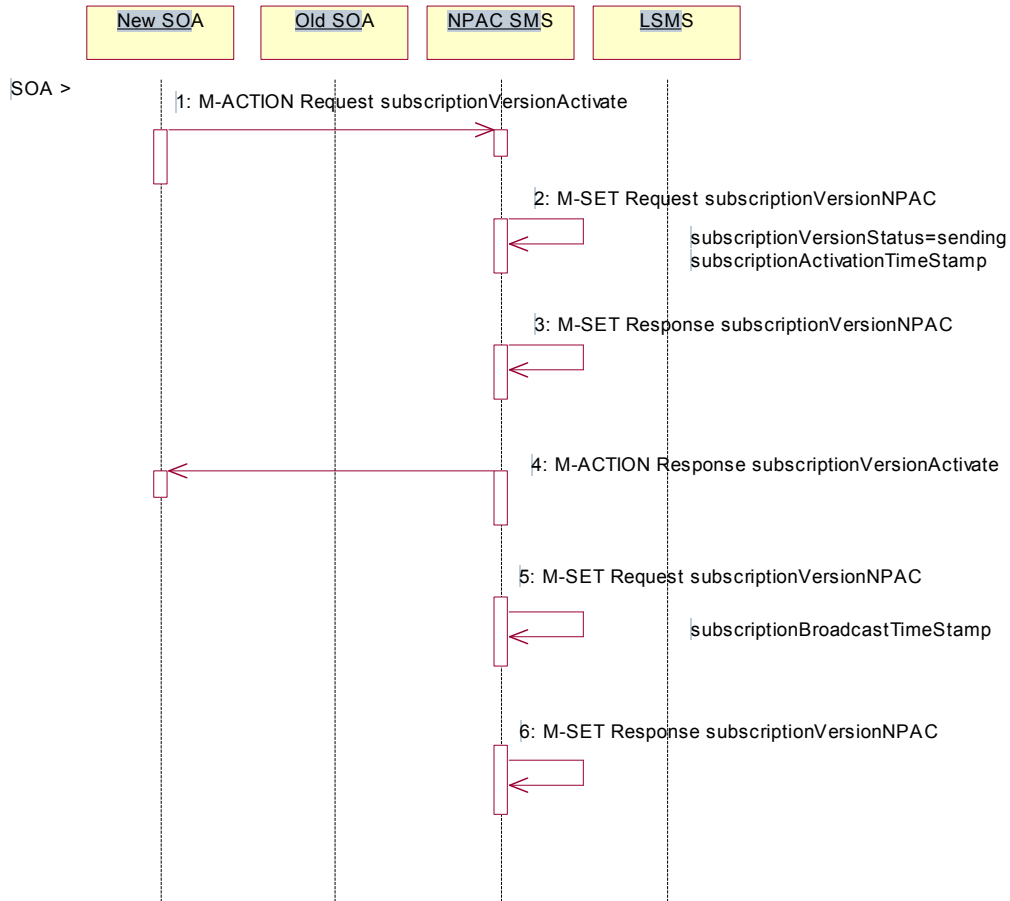 New SOA
Old SOA
NPAC SMS
LSMS
SOA >
1: M-ACTION Request subscriptionVersionActivate
2: M-SET Request subscriptionVersionNPAC
subscriptionVersionStatus=sending
subscriptionActivationTimeStamp
3: M-SET Response subscriptionVersionNPAC
4: M-ACTION Response subscriptionVersionActivate
5: M-SET Request subscriptionVersionNPAC
subscriptionBroadcastTimeStamp
6: M-SET Response subscriptionVersionNPAC